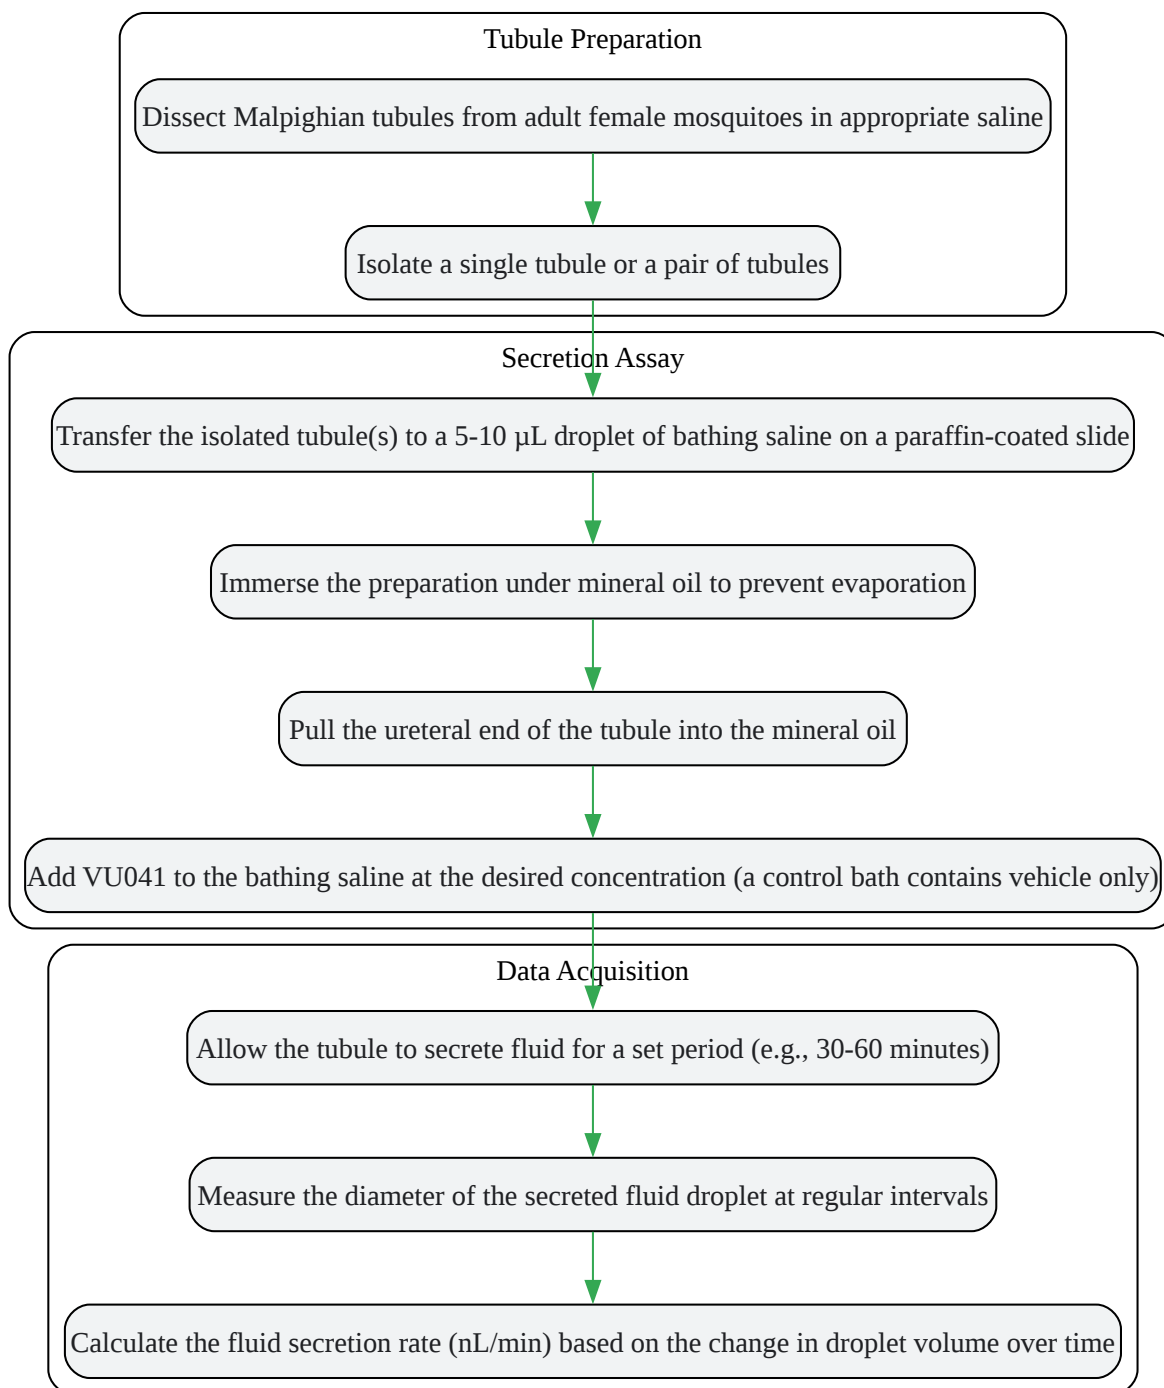 Tubule Preparation
Dissect Malpighian tubules from adult female mosquitoes in appropriate saline
Isolate a single tubule or a pair of tubules
Secretion Assay
Transfer the isolated tubule(s) to a 5-10 µL droplet of bathing saline on a paraffin-coated slide
Immerse the preparation under mineral oil to prevent evaporation
Pull the ureteral end of the tubule into the mineral oil
Add VU041 to the bathing saline at the desired concentration (a control bath contains vehicle only)
Data Acquisition
Allow the tubule to secrete fluid for a set period (e.g., 30-60 minutes)
Measure the diameter of the secreted fluid droplet at regular intervals
Calculate the fluid secretion rate (nL/min) based on the change in droplet volume over time